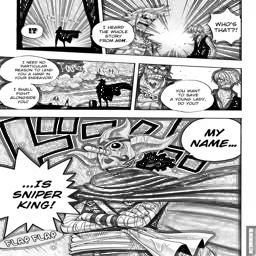 WHO'S
THAT?!
I HEARD
THE WHOLE
STORY
FROM HIM.
!?
YOU WANT
TO SAVE
A YOUNG LADY,
DO YOU?
I NEED NO
PARTICULAR
REASON TO LEND
YOU A HAND IN
YOUR ENDEAVOR!
I SHALL
FIGHT
ALONGSIDE
YOU!
MY
NAME...
...IS
SNIPER
KING!
FLAP FLAP